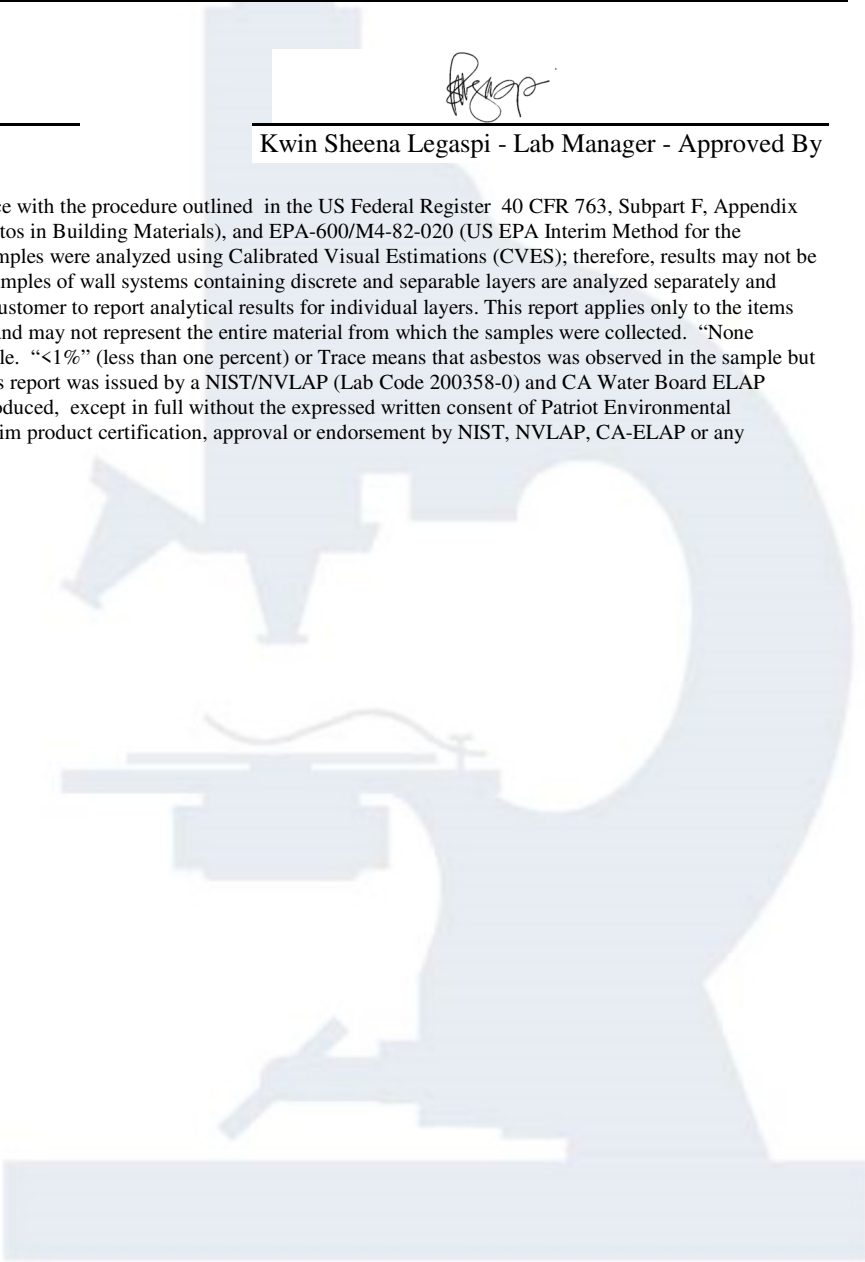 Kwin Sheena Legaspi - Lab Manager - Approved By
ce with the procedure outlined in the US Federal Register 40 CFR 763, Subpart F, Appendix
tos in Building Materials), and EPA-600/M4-82-020 (US EPA Interim Method for the
mples were analyzed using Calibrated Visual Estimations (CVES); therefore, results may not be
mples of wall systems containing discrete and separable layers are analyzed separately and
ustomer to report analytical results for individual layers. This report applies only to the items
and may not represent the entire material from which the samples were collected. “None
le. “<1%” (less than one percent) or Trace means that asbestos was observed in the sample but
s report was issued by a NIST/NVLAP (Lab Code 200358-0) and CA Water Board ELAP
oduced, except in full without the expressed written consent of Patriot Environmental
im product certification, approval or endorsement by NIST, NVLAP, CA-ELAP or any